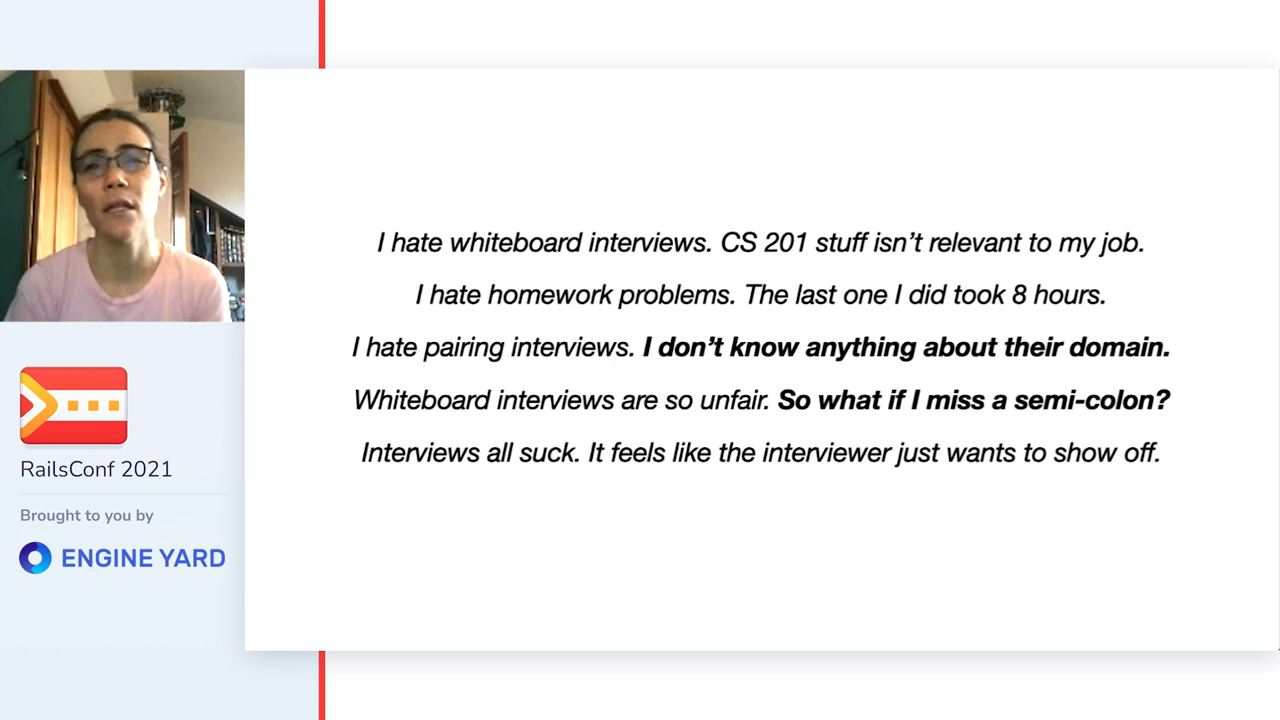 I hate whiteboard interviews. CS 201 stuff isn’t relevant to my job.
I hate homework problems. The last one I did took 8 hours.
I hate pairing interviews. I don’t know anything about their domain.
Whiteboard interviews are so unfair. So what if I miss a semi-colon?
Interviews all suck. It feels like the interviewer just wants to show off.
RailsConf 2021
Brought to you by
ENGINE YARD